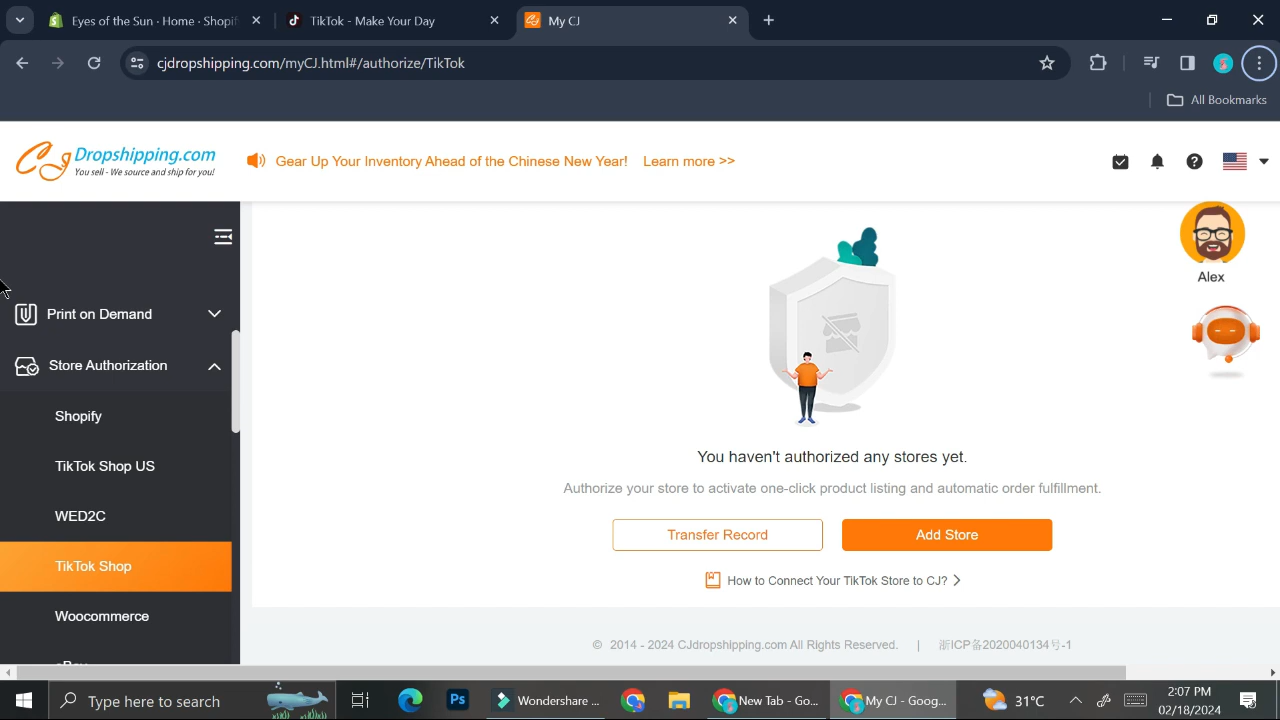 Eyes of the Sun · Home · Shopif
TikTok - Make Your Day
My CJ
cjdropshipping.com/myCJ.html#/authorize/TikTok
All Bookmarks
CJ Dropshipping.com
You sell - We source and ship for you!
Gear Up Your Inventory Ahead of the Chinese New Year! Learn more >>
Alex
Print on Demand
Store Authorization
Shopify
TikTok Shop US
WED2C
TikTok Shop
Woocommerce
eBay
You haven't authorized any stores yet.
Authorize your store to activate one-click product listing and automatic order fulfillment.
Transfer Record
Add Store
How to Connect Your TikTok Store to CJ? >
© 2014 - 2024 CJdropshipping.com All Rights Reserved. | 浙ICP备2020040134号-1
Type here to search
Ps
Wondershare ...
New Tab - Go...
My CJ - Goog...
31°C
2:07 PM
02/18/2024